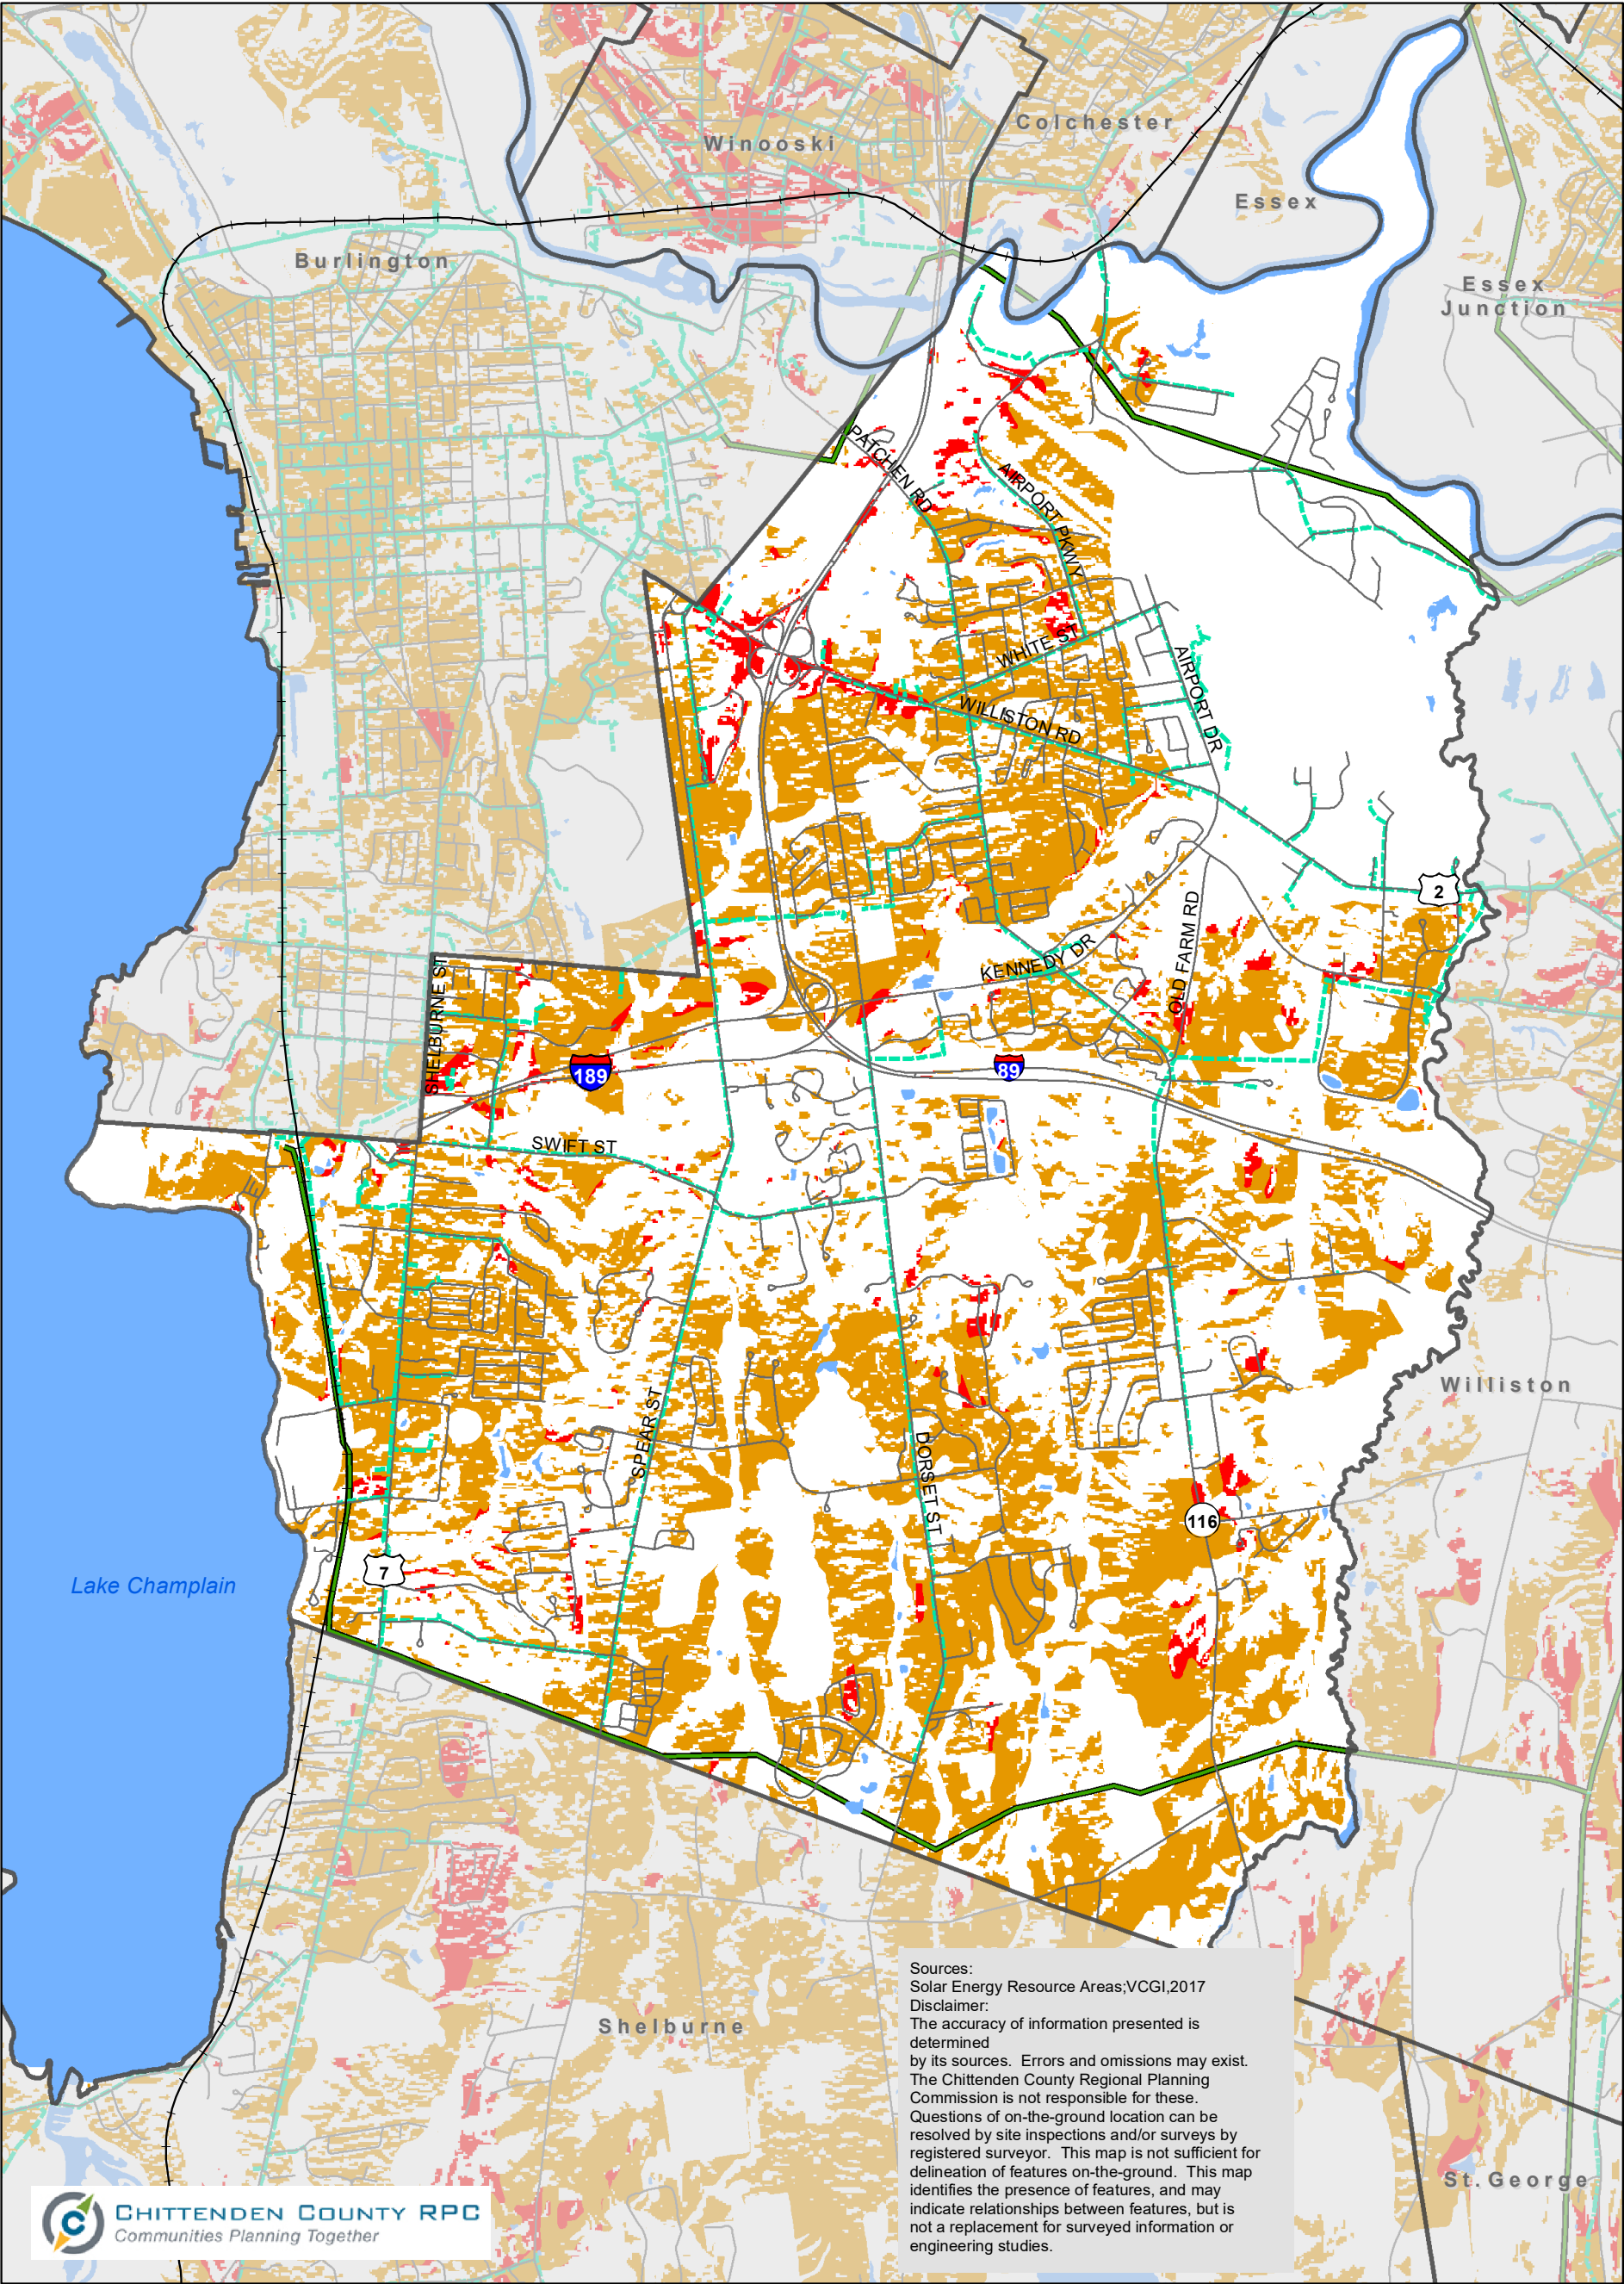 Winooski
Colchester
Essex
Burlington
Essex
Junction
PATCHEN RD
AIRPORT PKWY
WHITE ST
AIRPORT DR
WILLISTON RD
2
OLD FARM RD
KENNEDY DR
SHELBURNE ST
189
89
SWIFT ST
Williston
SPEAR ST
DORSET ST
116
7
Lake Champlain
Sources:
Solar Energy Resource Areas;VCGI,2017
Disclaimer:
The accuracy of information presented is
determined
by its sources. Errors and omissions may exist.
The Chittenden County Regional Planning
Commission is not responsible for these.
Questions of on-the-ground location can be
resolved by site inspections and/or surveys by
registered surveyor. This map is not sufficient for
delineation of features on-the-ground. This map
identifies the presence of features, and may
indicate relationships between features, but is
not a replacement for surveyed information or
engineering studies.
Shelburne
St. George
C
CHITTENDEN COUNTY RPC
Communities Planning Together